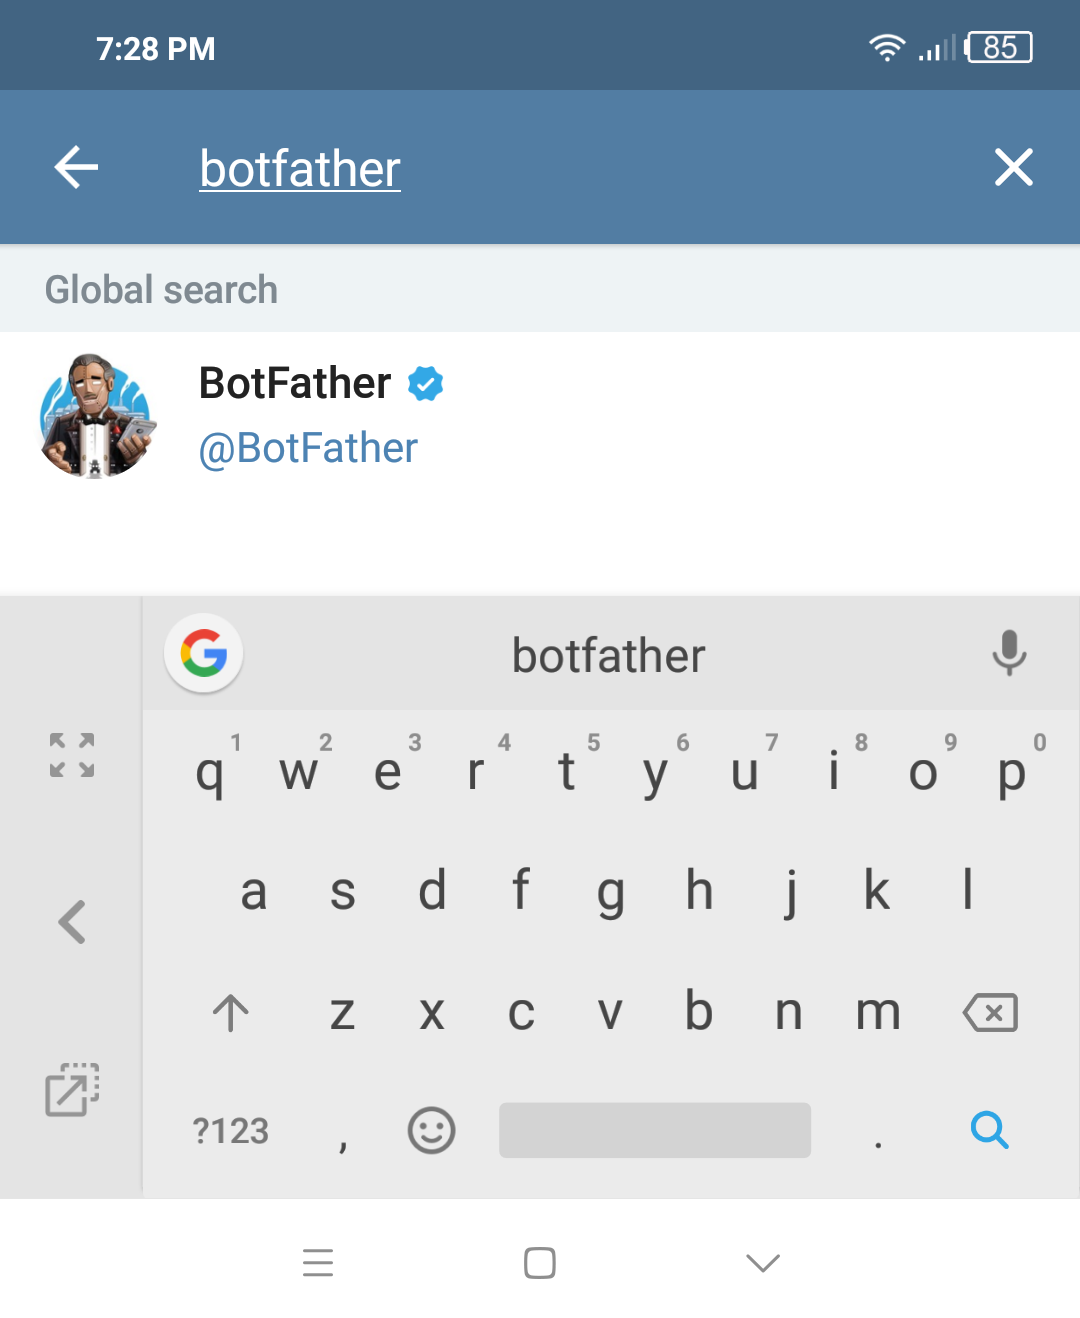 7:28 PM 85
botfather
Global search
BotFather
@BotFather
botfather
1 2 3 4 5 6 7 8 9 0
q w e r t y u i o p
a s d f g h j k l
z x c v b n m
?123 , .